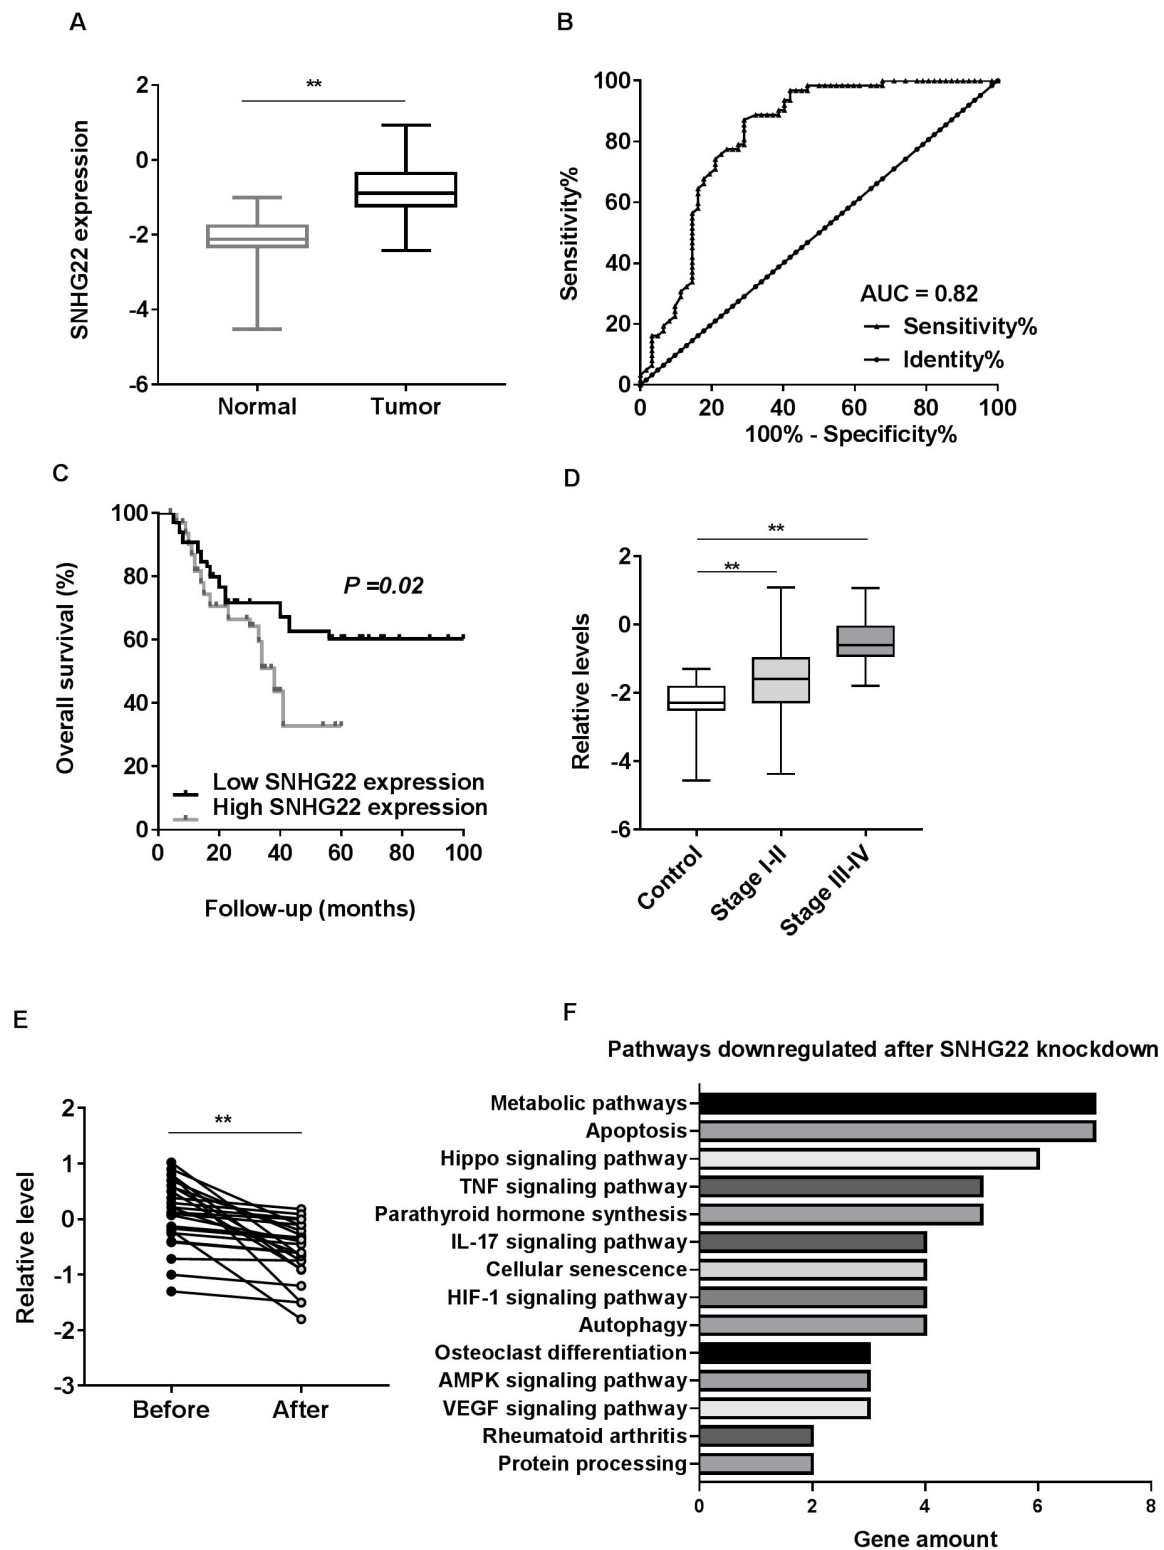 A
SNHG22 expression
2
0
-2
-4
-6
**
Normal
Tumor
B
Sensitivity%
100
80
60
40
20
0
AUC = 0.82
Sensitivity%
Identity%
0 20 40 60 80 100
100% - Specificity%
C
Overall survival (%)
100
80
60
40
20
0
P =0.02
Low SNHG22 expression
High SNHG22 expression
0 20 40 60 80 100
Follow-up (months)
D
Relative levels
2
0
-2
-4
-6
**
**
Control
Stage I-II
Stage III-IV
E
Relative level
2
1
0
-1
-2
-3
**
Before
After
F
Pathways downregulated after SNHG22 knockdown
Metabolic pathways
Apoptosis
Hippo signaling pathway
TNF signaling pathway
Parathyroid hormone synthesis
IL-17 signaling pathway
Cellular senescence
HIF-1 signaling pathway
Autophagy
Osteoclast differentiation
AMPK signaling pathway
VEGF signaling pathway
Rheumatoid arthritis
Protein processing
0 2 4 6 8
Gene amount